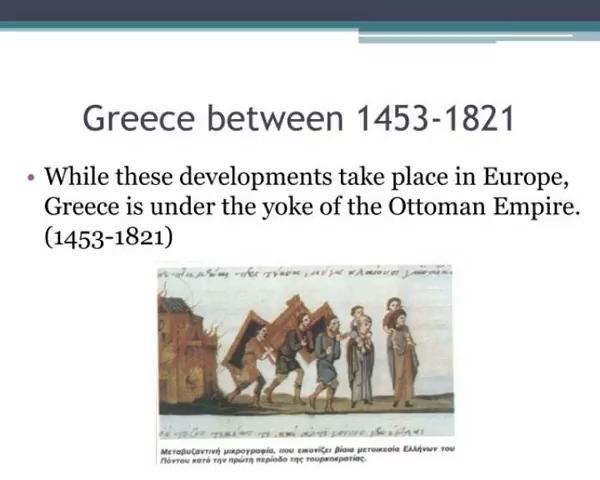 Greece between 1453-1821
• While these developments take place in Europe,
Greece is under the yoke of the Ottoman Empire.
(1453-1821)
Μεταβυζαντινή μικρογραφία, που εικονίζει βίαια μετοικεσία Ελλήνων του
Πόντου κατά την πρώτη περίοδο της τουρκοκρατίας.